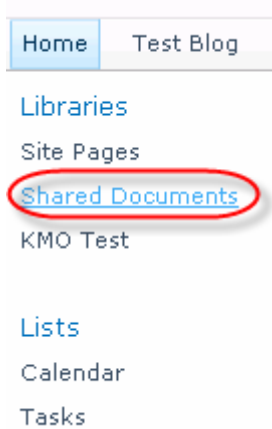 Home Test Blog
Libraries
Site Pages
Shared Documents
KMO Test
Lists
Calendar
Tasks